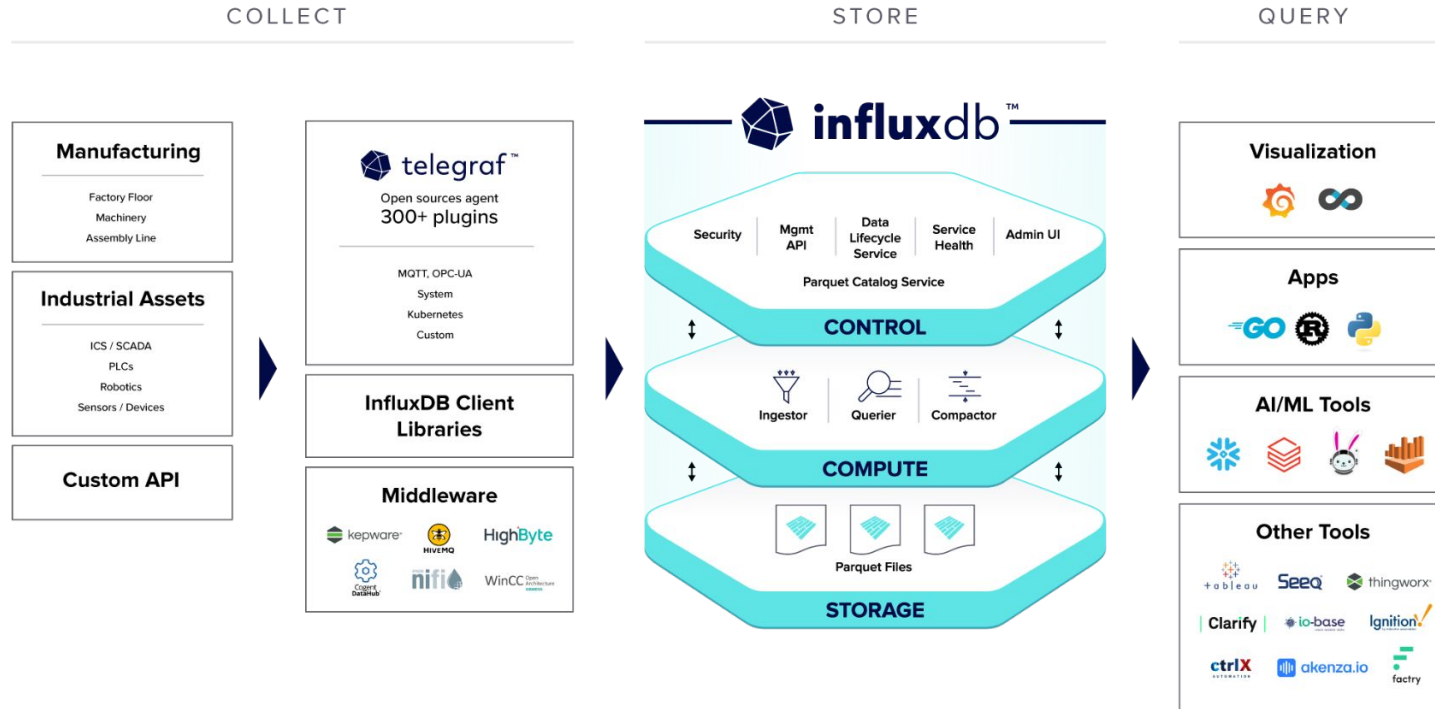 COLLECT
STORE
QUERY
Manufacturing
Factory Floor
Machinery
Assembly Line
Industrial Assets
ICS / SCADA
PLCs
Robotics
Sensors / Devices
Custom API
telegraf™
Open sources agent
300+ plugins
MQTT, OPC-UA
System
Kubernetes
Custom
InfluxDB Client
Libraries
Middleware
kepware
HIVEMQ
HighByte
Cogent
DataHub
nifi
WinCC Open
Architecture
influxdb™
Security
Mgmt
API
Data
Lifecycle
Service
Service
Health
Admin UI
Parquet Catalog Service
CONTROL
Ingestor
Querier
Compactor
COMPUTE
Parquet Files
STORAGE
Visualization
Apps
GO
AI/ML Tools
Other Tools
tableau
Seeq
thingworx
Clarify
io-base
Ignition!
ctrlX
AUTOMATION
akenza.io
factry